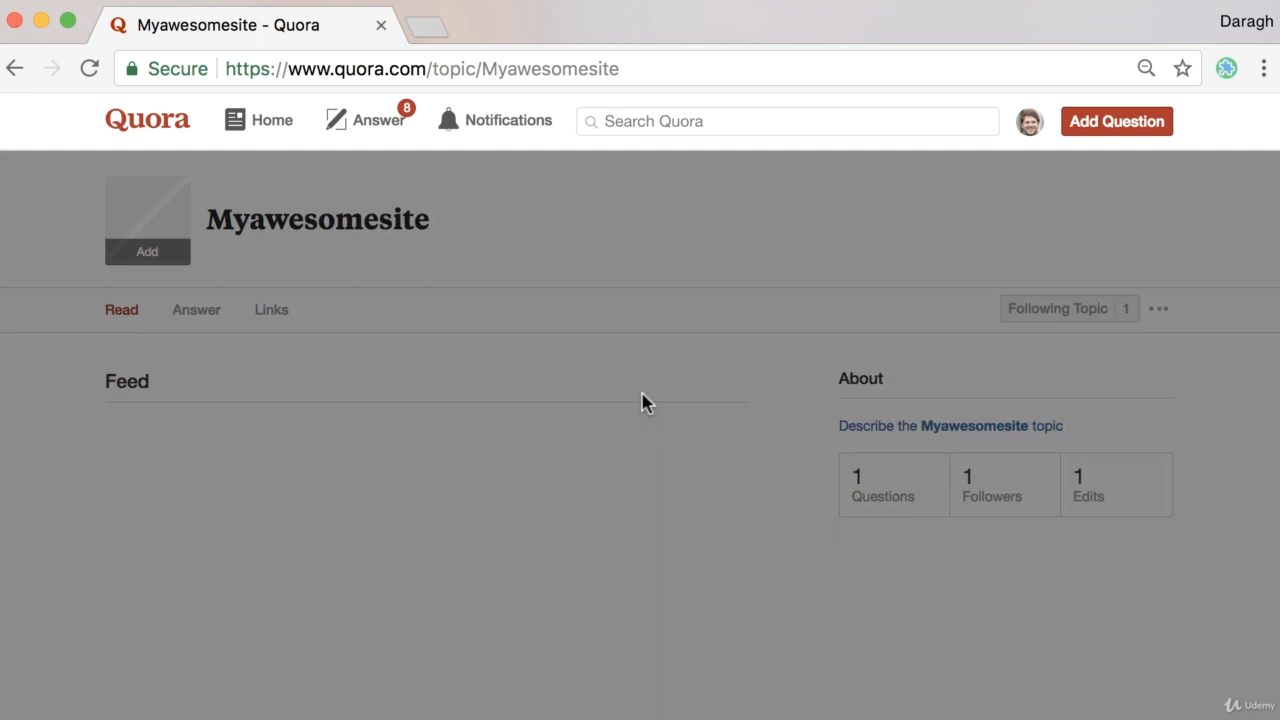 Myawesomesite - Quora
Daragh
Secure https://www.quora.com/topic/Myawesomesite
Quora Home Answer 8 Notifications Search Quora Add Question
Add
Myawesomesite
Read Answer Links Following Topic 1
Feed
About
Describe the Myawesomesite topic
1 1 1
Questions Followers Edits
Udemy